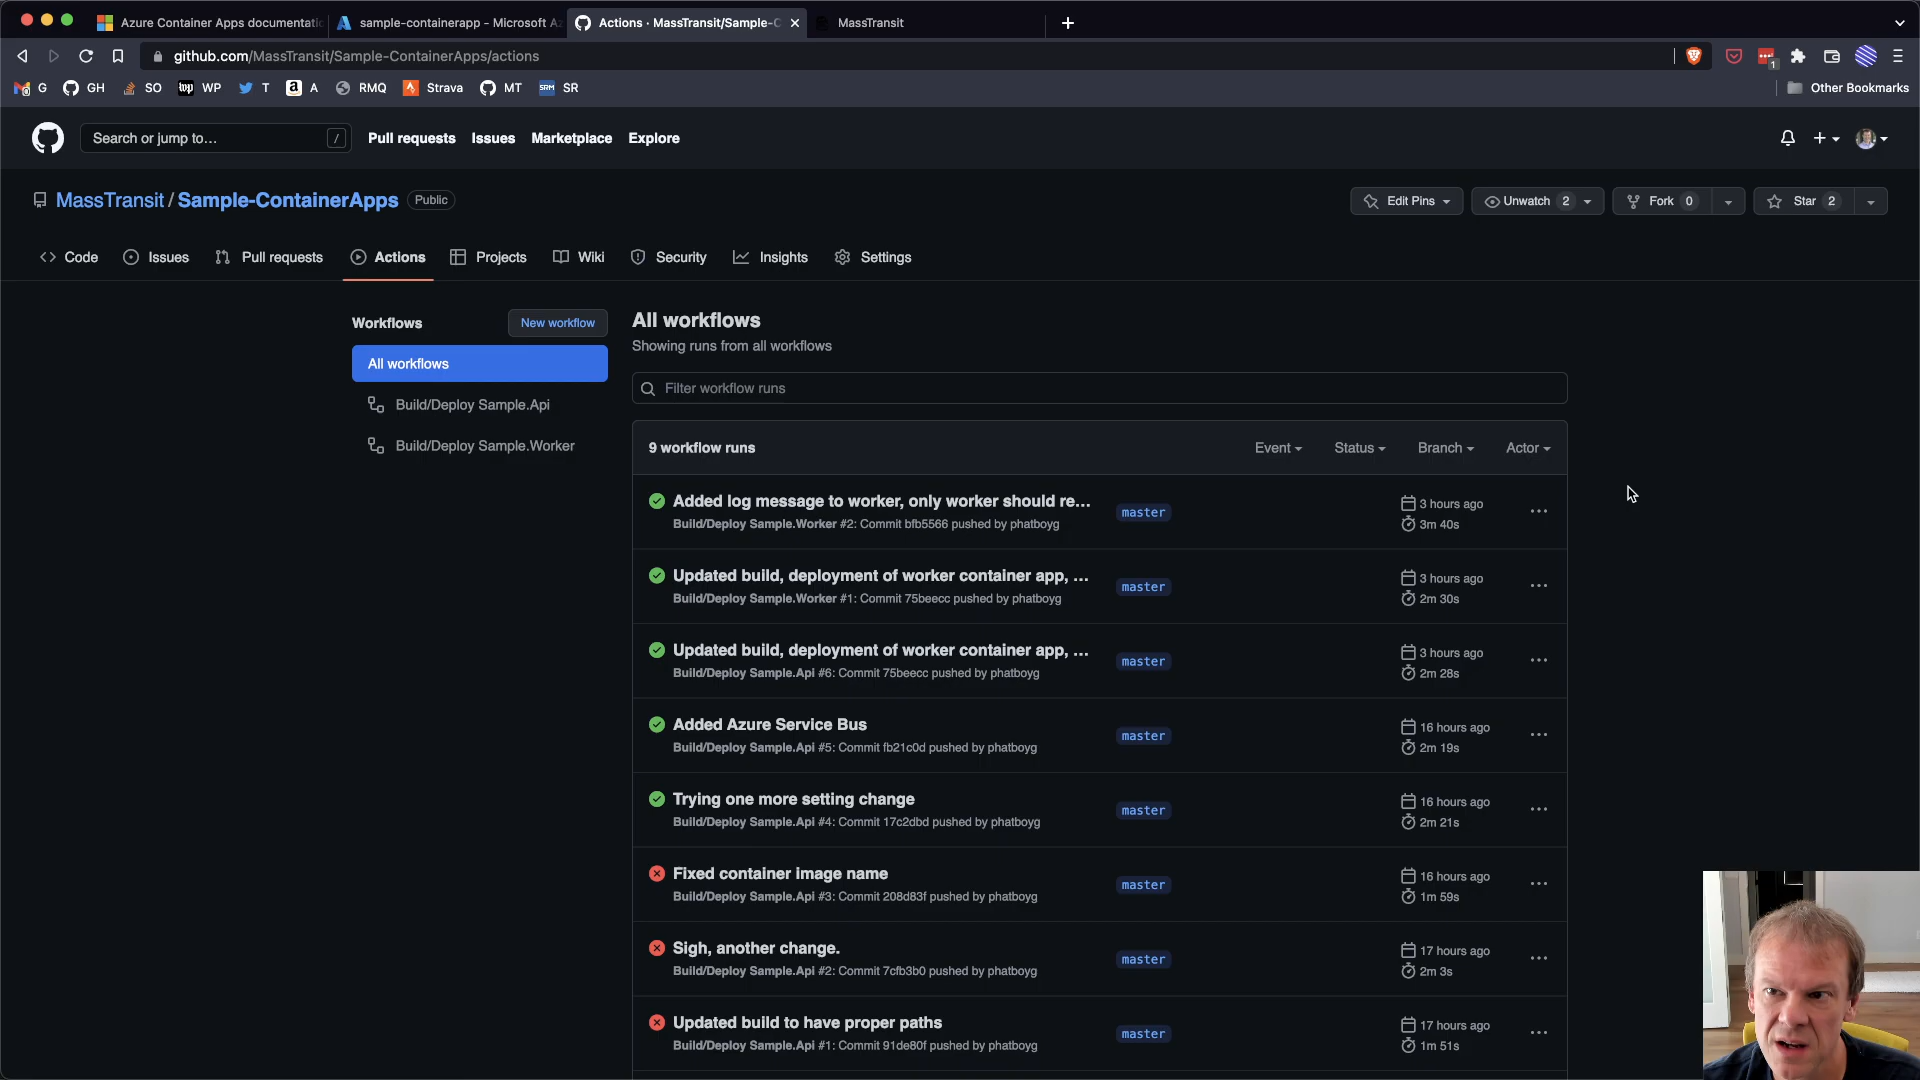 Azure Container Apps documentatic
sample-containerapp - Microsoft Az
Actions · MassTransit/Sample-C
MassTransit
github.com/MassTransit/Sample-ContainerApps/actions
1
G
GH
SO
WP
T
A
RMQ
Strava
MT
SRM
SR
Other Bookmarks
Search or jump to...
/
Pull requests
Issues
Marketplace
Explore
MassTransit / Sample-ContainerApps
Public
Edit Pins
Unwatch 2
Fork 0
Star 2
Code
Issues
Pull requests
Actions
Projects
Wiki
Security
Insights
Settings
Workflows
New workflow
All workflows
Build/Deploy Sample.Api
Build/Deploy Sample.Worker
All workflows
Showing runs from all workflows
Filter workflow runs
9 workflow runs
Event
Status
Branch
Actor
Added log message to worker, only worker should re...
Build/Deploy Sample.Worker #2: Commit bfb5566 pushed by phatboyg
master
3 hours ago
3m 40s
Updated build, deployment of worker container app, ...
Build/Deploy Sample.Worker #1: Commit 75beecc pushed by phatboyg
master
3 hours ago
2m 30s
Updated build, deployment of worker container app, ...
Build/Deploy Sample.Api #6: Commit 75beecc pushed by phatboyg
master
3 hours ago
2m 28s
Added Azure Service Bus
Build/Deploy Sample.Api #5: Commit fb21c0d pushed by phatboyg
master
16 hours ago
2m 19s
Trying one more setting change
Build/Deploy Sample.Api #4: Commit 17c2dbd pushed by phatboyg
master
16 hours ago
2m 21s
Fixed container image name
Build/Deploy Sample.Api #3: Commit 208d83f pushed by phatboyg
master
16 hours ago
1m 59s
Sigh, another change.
Build/Deploy Sample.Api #2: Commit 7cfb3b0 pushed by phatboyg
master
17 hours ago
2m 3s
Updated build to have proper paths
Build/Deploy Sample.Api #1: Commit 91de80f pushed by phatboyg
master
17 hours ago
1m 51s